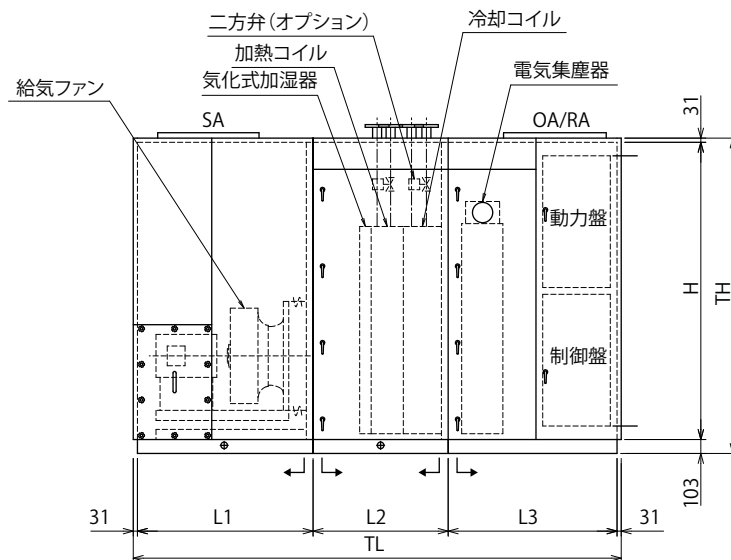 二方弁(オプション)
冷却コイル
加熱コイル
電気集塵器
気化式加湿器
給気ファン
SA
OA/RA
31
動力盤
H
TH
制御盤
103
31
L1
L2
L3
31
TL